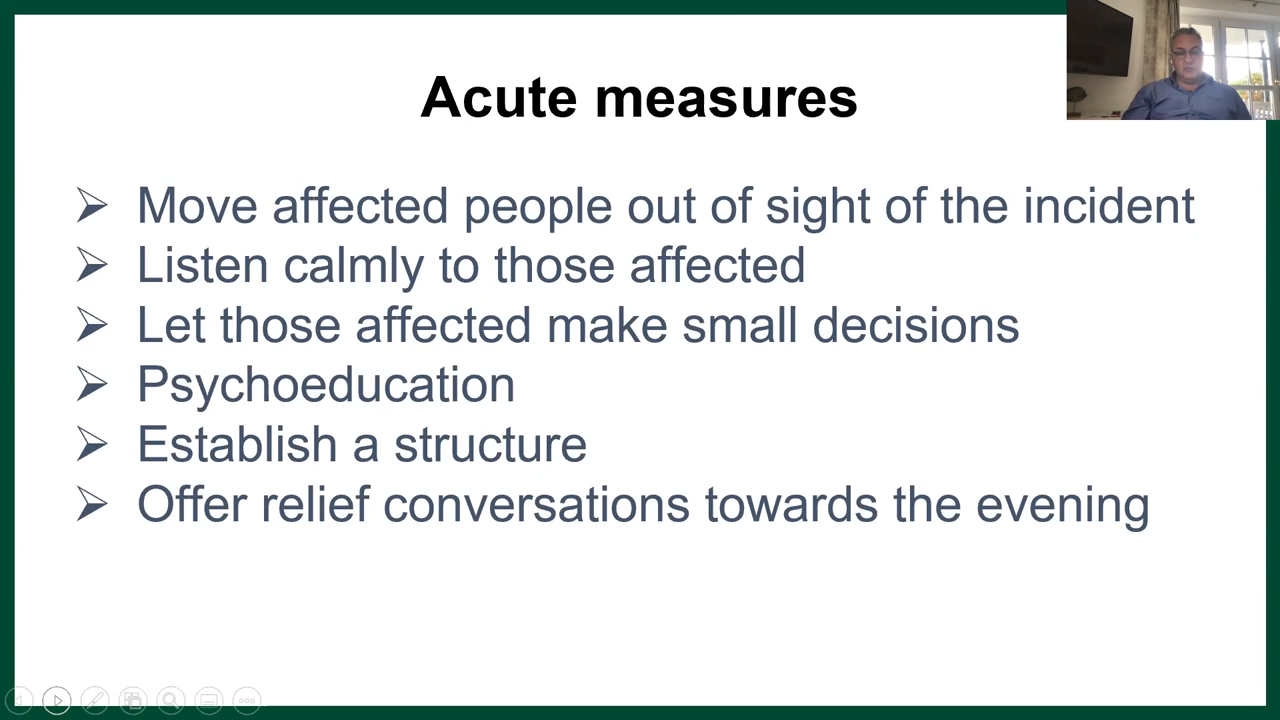 Acute measures
➢ Move affected people out of sight of the incident
➢ Listen calmly to those affected
➢ Let those affected make small decisions
➢ Psychoeducation
➢ Establish a structure
➢ Offer relief conversations towards the evening